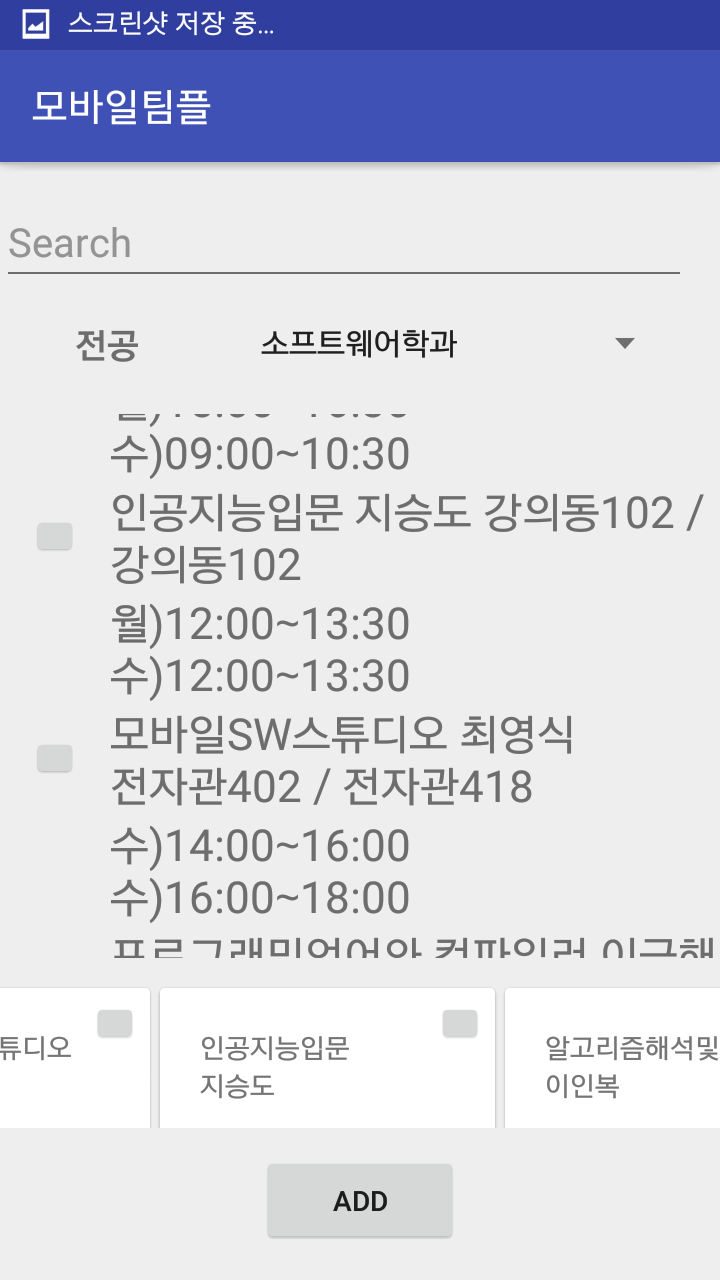 스크린샷 저장 중...
모바일팀플
Search
전공 소프트웨어학과
수)09:00~10:30
인공지능입문 지승도 강의동102 /
강의동102
월)12:00~13:30
수)12:00~13:30
모바일SW스튜디오 최영식
전자관402 / 전자관418
수)14:00~16:00
수)16:00~18:00
튜디오
인공지능입문
지승도
알고리즘해석및
이인복
ADD